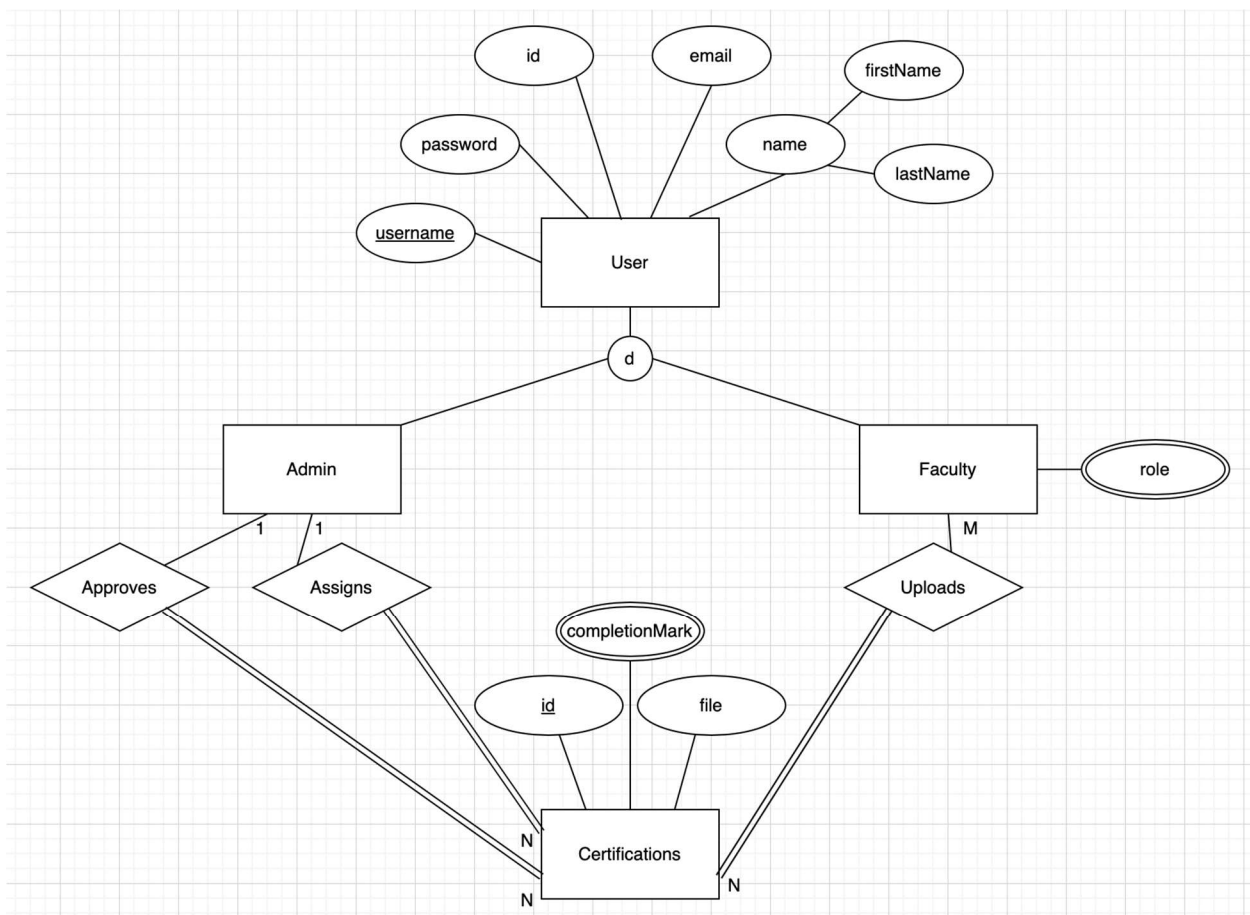 id
email
firstName
password
name
lastName
username
User
d
Admin
Faculty
role
1
1
M
Approves
Assigns
Uploads
completionMark
id
file
N
Certifications
N
N